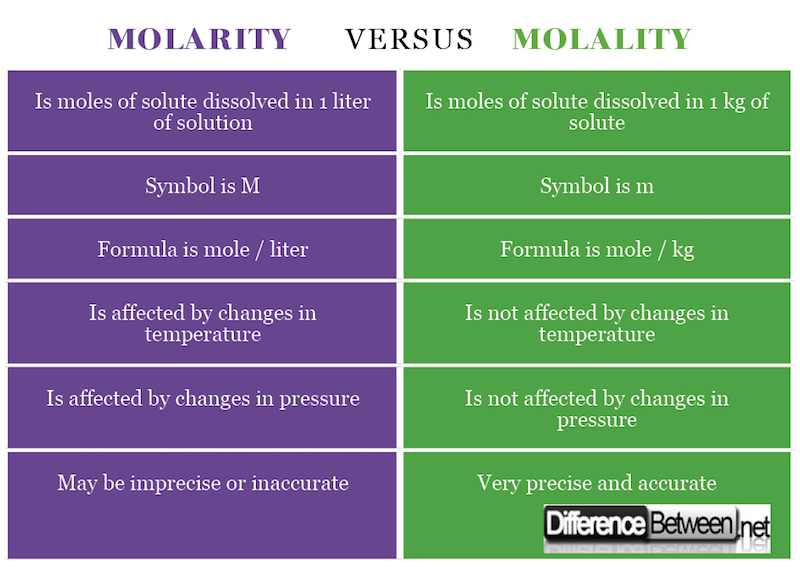 MOLARITY VERSUS MOLALITY
Is moles of solute dissolved in 1 liter
of solution
Is moles of solute dissolved in 1 kg of
solute
Symbol is M
Symbol is m
Formula is mole / liter
Formula is mole / kg
Is affected by changes in
temperature
Is not affected by changes in
temperature
Is affected by changes in pressure
Is not affected by changes in
pressure
May be imprecise or inaccurate
Very precise and accurate
DifferenceBetween.net